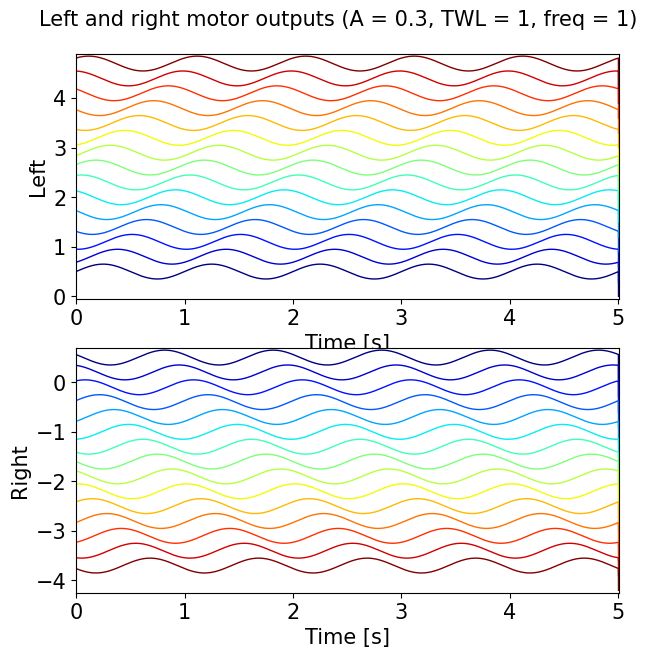 Left and right motor outputs (A = 0.3, TWL = 1, freq = 1)
4
3
2
1
0
Left
0 1 2 3 4 5
Time [s]
0
−1
−2
−3
−4
Right
0 1 2 3 4 5
Time [s]